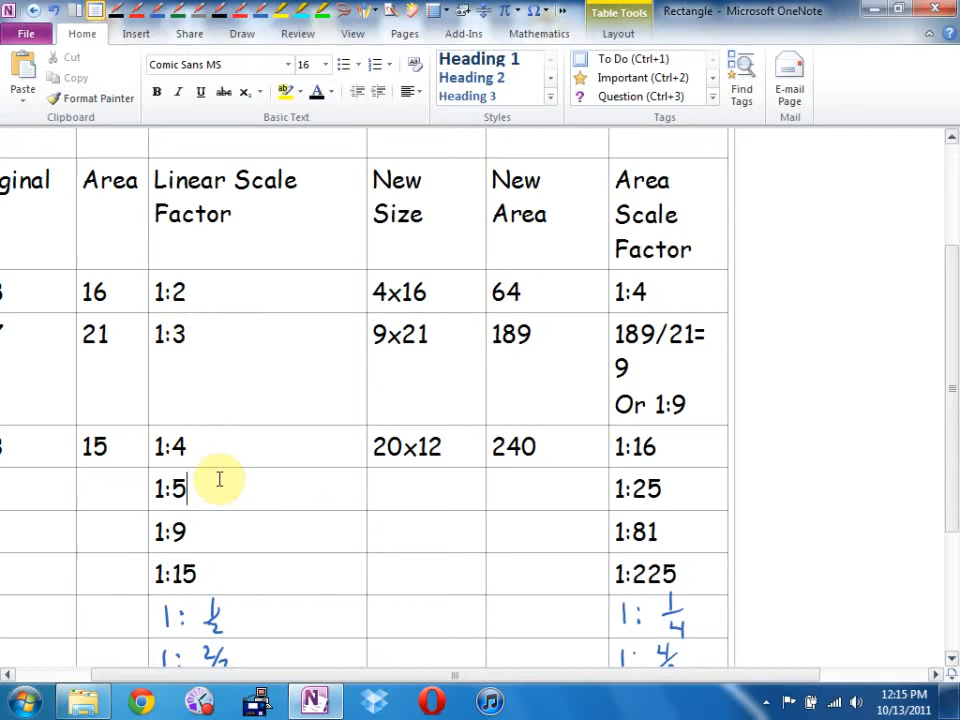 Table Tools Rectangle - Microsoft OneNote
File Home Insert Share Draw Review View Pages Add-Ins Mathematics Layout
Paste Cut Copy Format Painter
Clipboard
Comic Sans MS 16
B I U abc X₂ ab A
Basic Text
Heading 1
Heading 2
Heading 3
Styles
To Do (Ctrl+1)
Important (Ctrl+2)
Question (Ctrl+3)
Find Tags
Tags
E-mail Page
Mail
ginal Area Linear Scale Factor New Size New Area Area Scale Factor
16 1:2 4x16 64 1:4
21 1:3 9x21 189 189/21=
9
Or 1:9
15 1:4 20x12 240 1:16
1:5 1:25
1:9 1:81
1:15 1:225
1: 1/2 1: 1/4
12:15 PM
10/13/2011